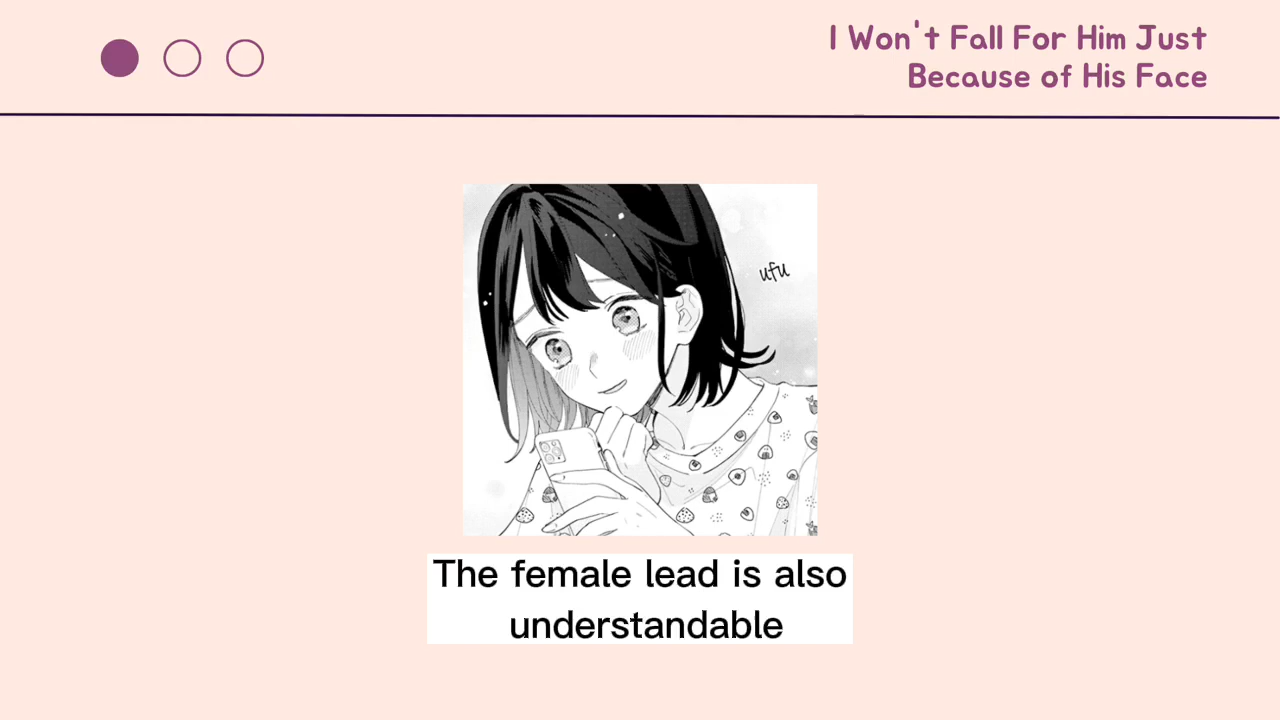 I Won't Fall For Him Just
Because of His Face
ufu
The female lead is also
understandable